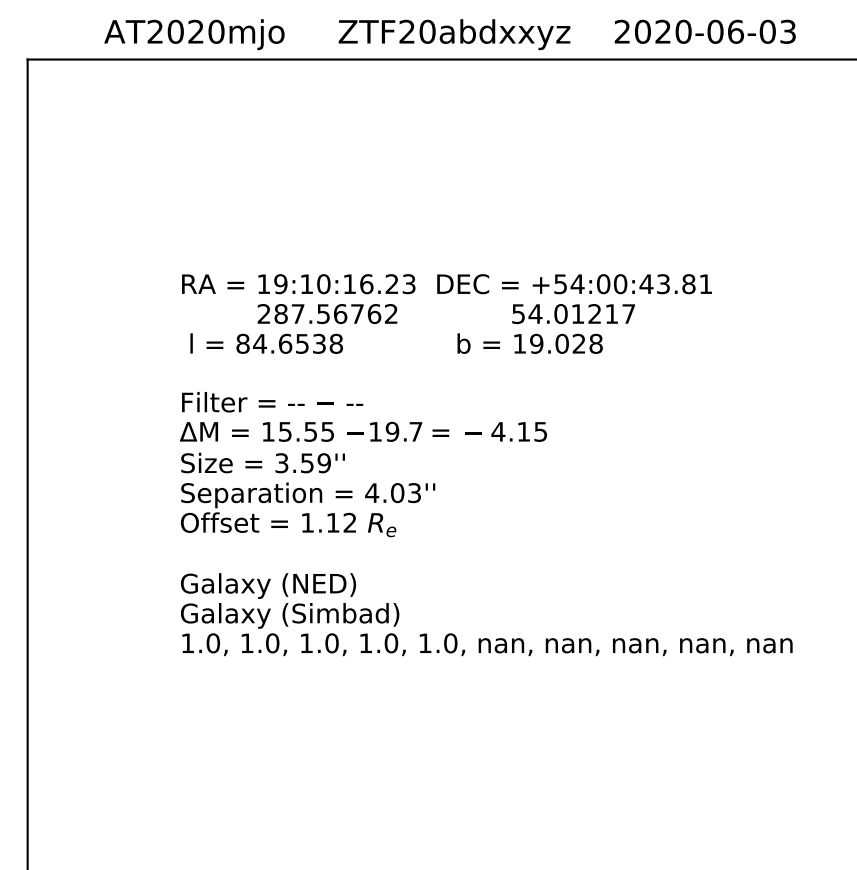 AT2020mjo ZTF20abdxxyz 2020-06-03
RA = 19:10:16.23 DEC = +54:00:43.81
287.56762 54.01217
l = 84.6538 b = 19.028
Filter = -- − --
ΔM = 15.55 −19.7 = − 4.15
Size = 3.59''
Separation = 4.03''
Offset = 1.12 Rₑ
Galaxy (NED)
Galaxy (Simbad)
1.0, 1.0, 1.0, 1.0, 1.0, nan, nan, nan, nan, nan